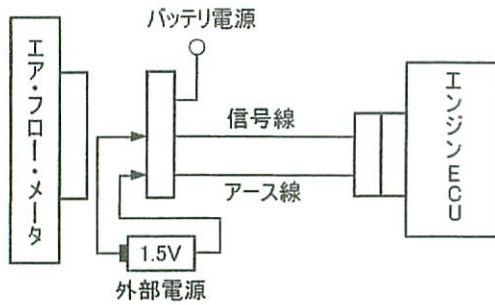 バッテリ電源
エア・フロー・メータ
信号線
アース線
エンジンECU
1.5V
外部電源